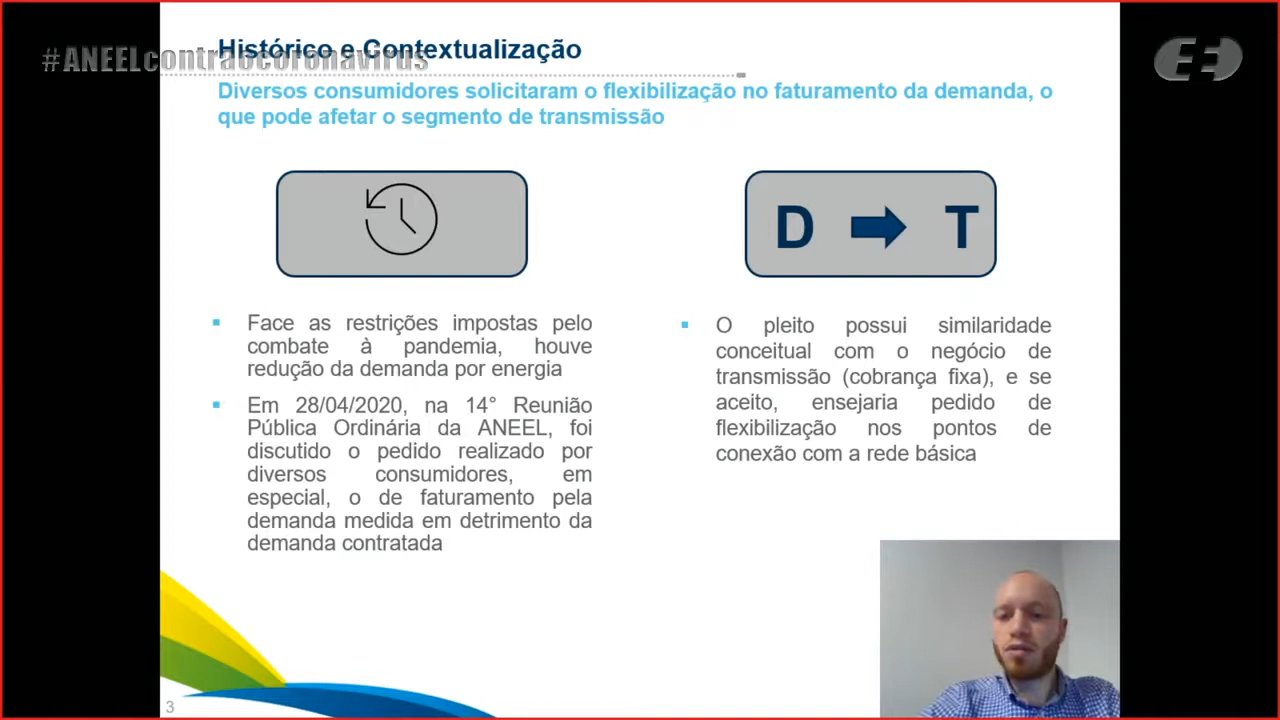 #ANEELcontraocoronavirus
Histórico e Contextualização
Diversos consumidores solicitaram o flexibilização no faturamento da demanda, o
que pode afetar o segmento de transmissão
D T
Face as restrições impostas pelo
combate à pandemia, houve
redução da demanda por energia
Em 28/04/2020, na 14° Reunião
Pública Ordinária da ANEEL, foi
discutido o pedido realizado por
diversos consumidores, em
especial, o de faturamento pela
demanda medida em detrimento da
demanda contratada
O pleito possui similaridade
conceitual com o negócio de
transmissão (cobrança fixa), e se
aceito, ensejaria pedido de
flexibilização nos pontos de
conexão com a rede básica
3